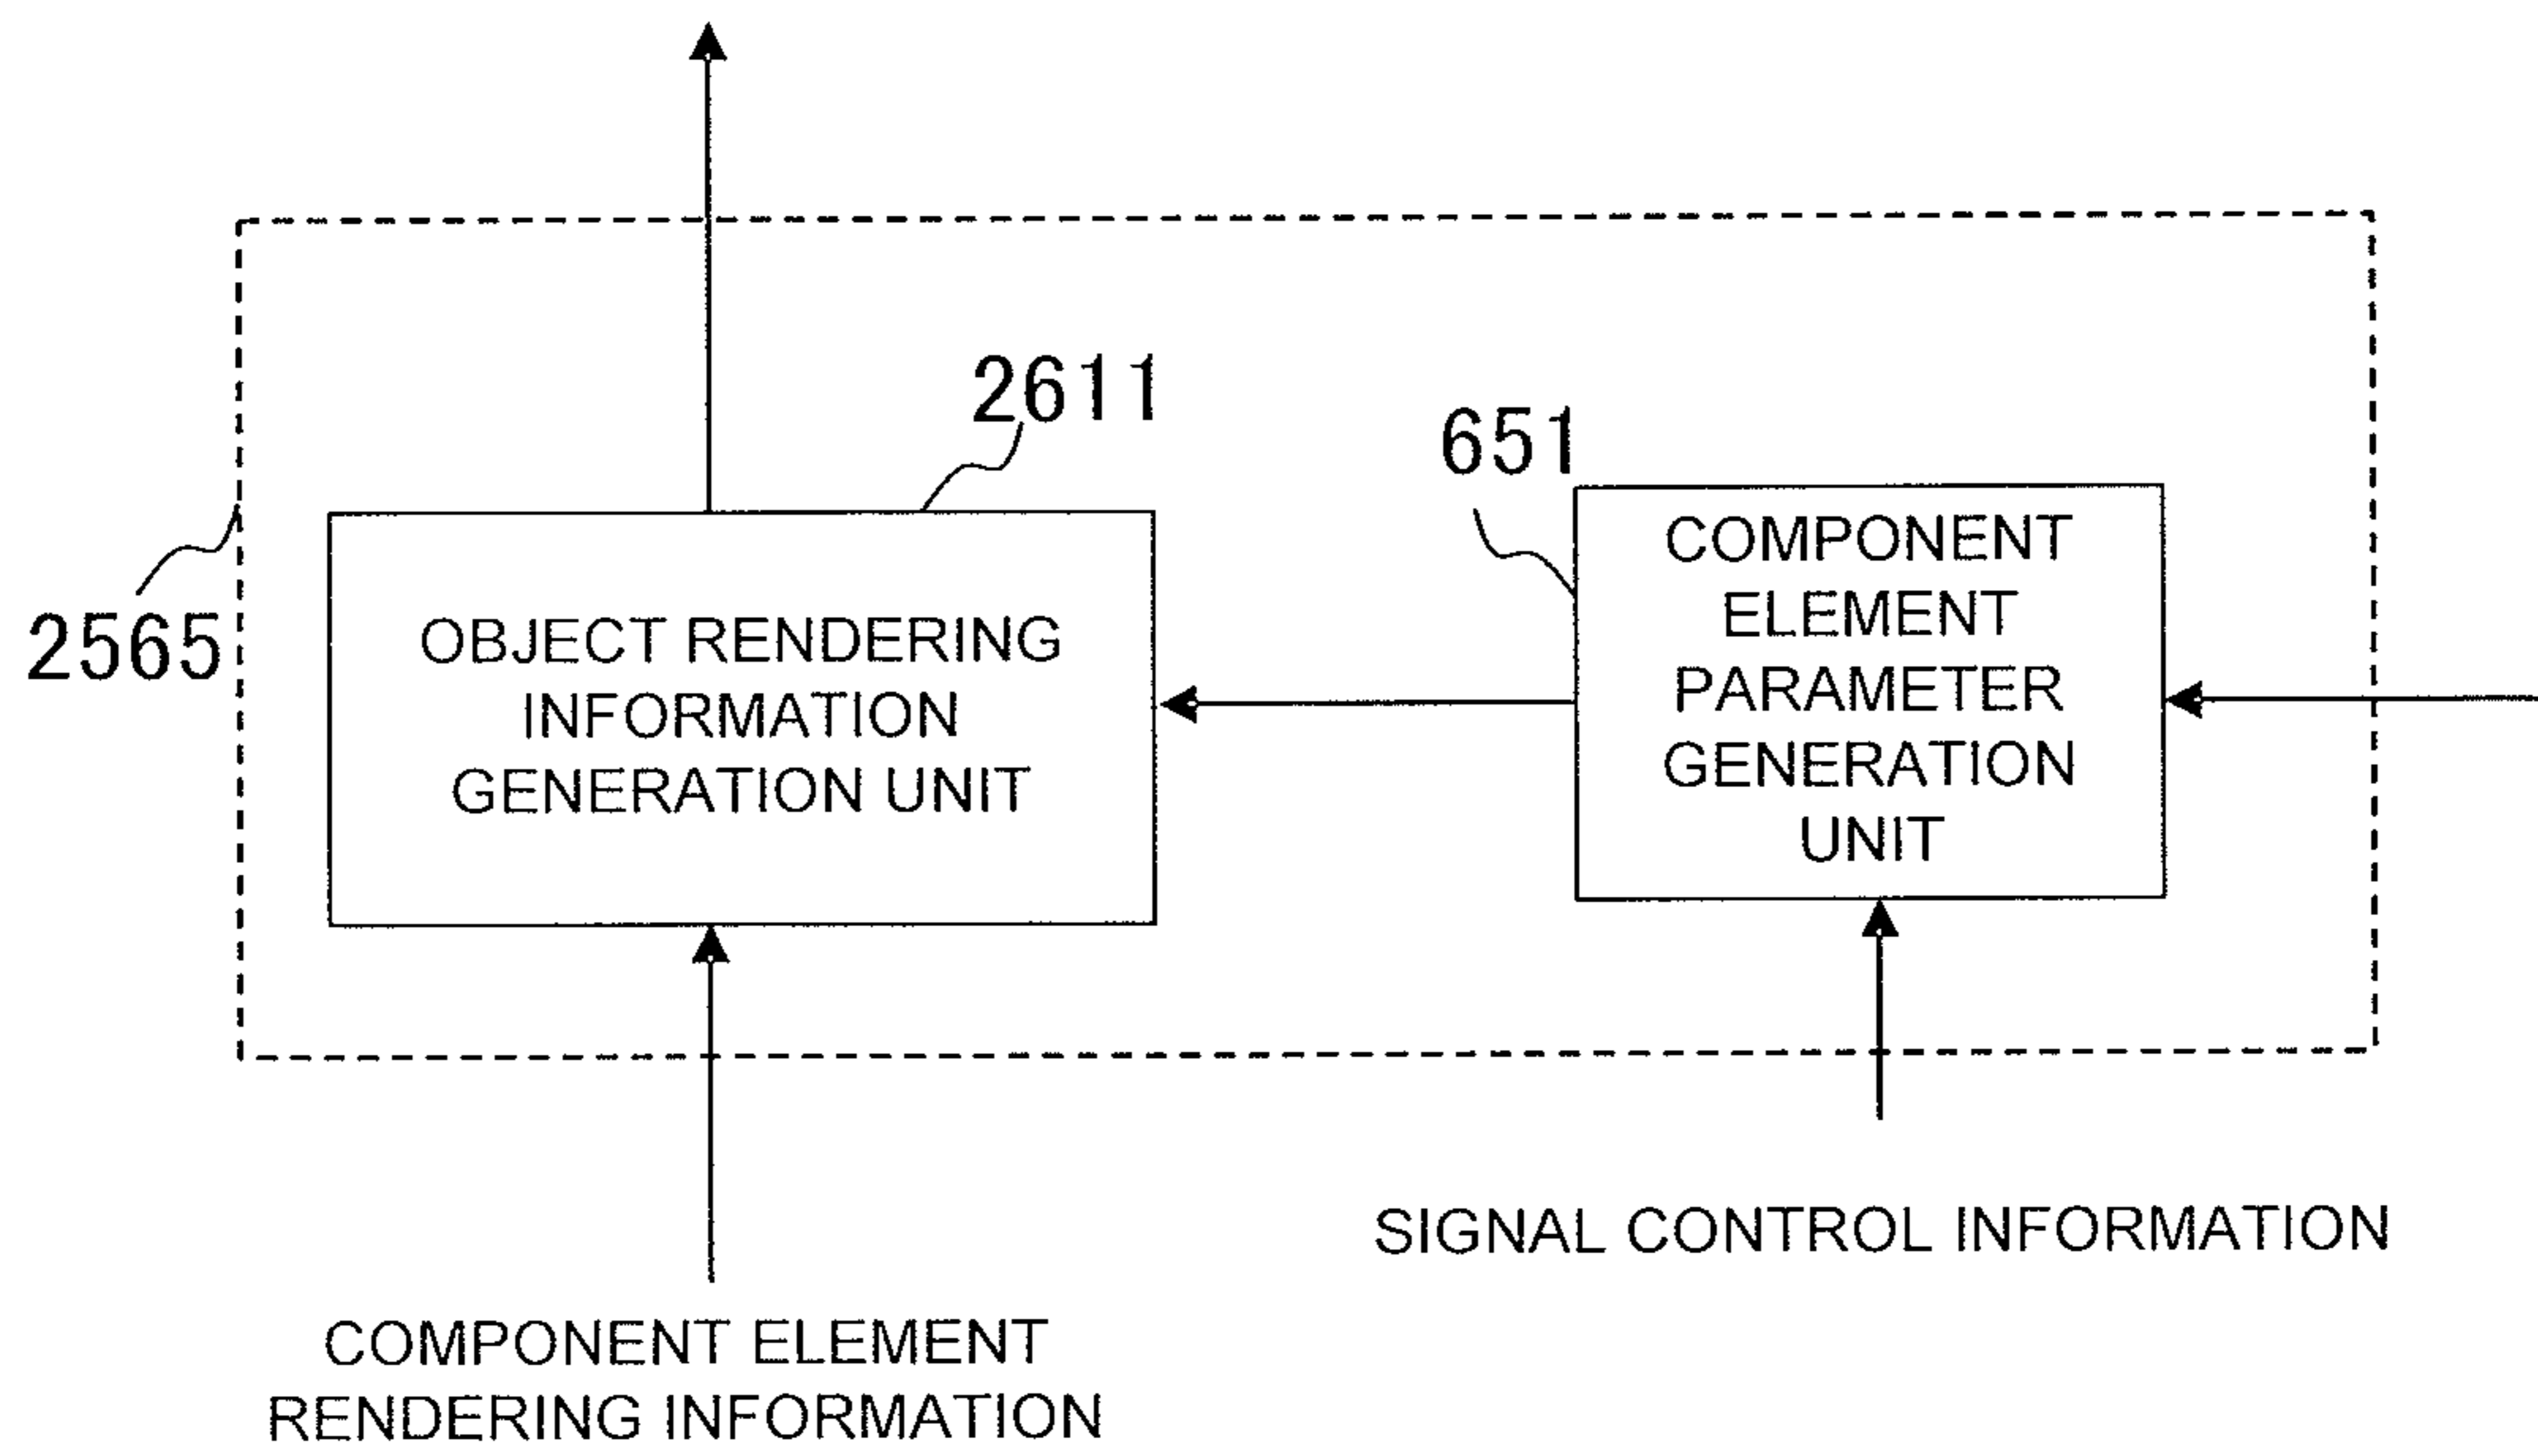 2611
651
2565
OBJECT RENDERING
INFORMATION
GENERATION UNIT
COMPONENT
ELEMENT
PARAMETER
GENERATION
UNIT
SIGNAL CONTROL INFORMATION
COMPONENT ELEMENT
RENDERING INFORMATION